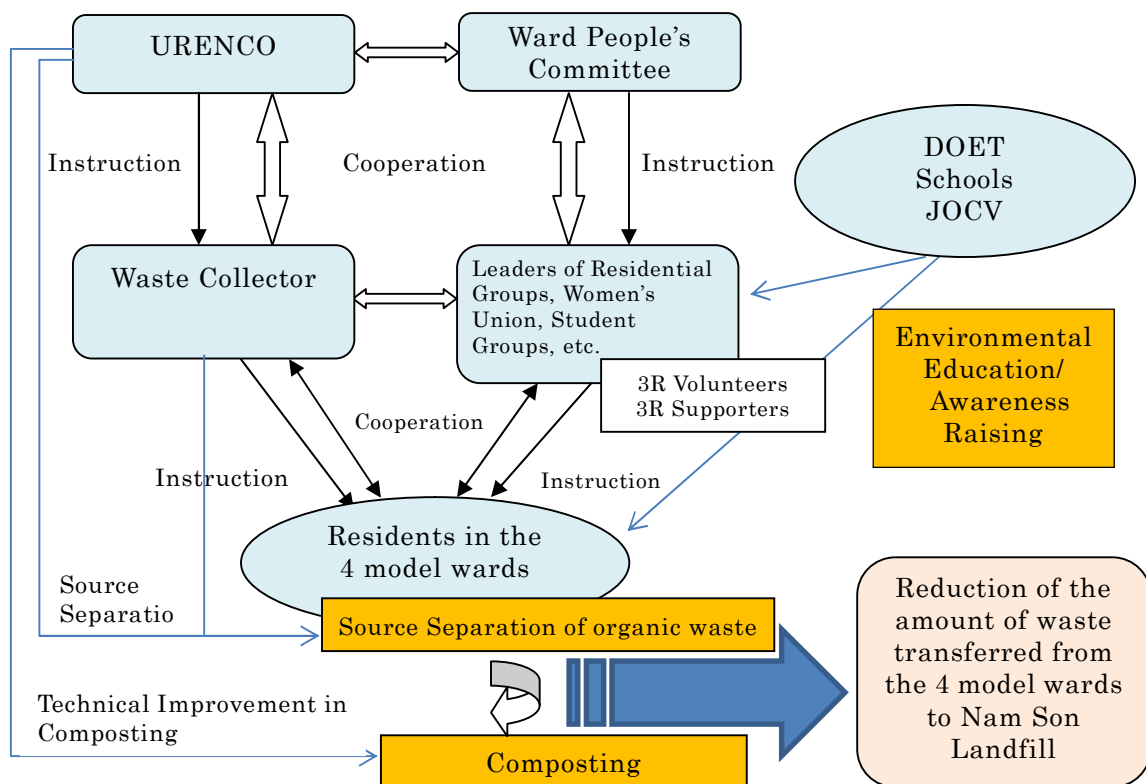 URENCO
Ward People's
Committee
Instruction
Cooperation
Instruction
DOET
Schools
JOCV
Waste Collector
Leaders of Residential
Groups, Women's
Union, Student
Groups, etc.
3R Volunteers
3R Supporters
Environmental
Education/
Awareness
Raising
Cooperation
Instruction
Instruction
Residents in the
4 model wards
Source
Separatio
Source Separation of organic waste
Reduction of the
amount of waste
transferred from
the 4 model wards
to Nam Son
Landfill
Technical Improvement in
Composting
Composting